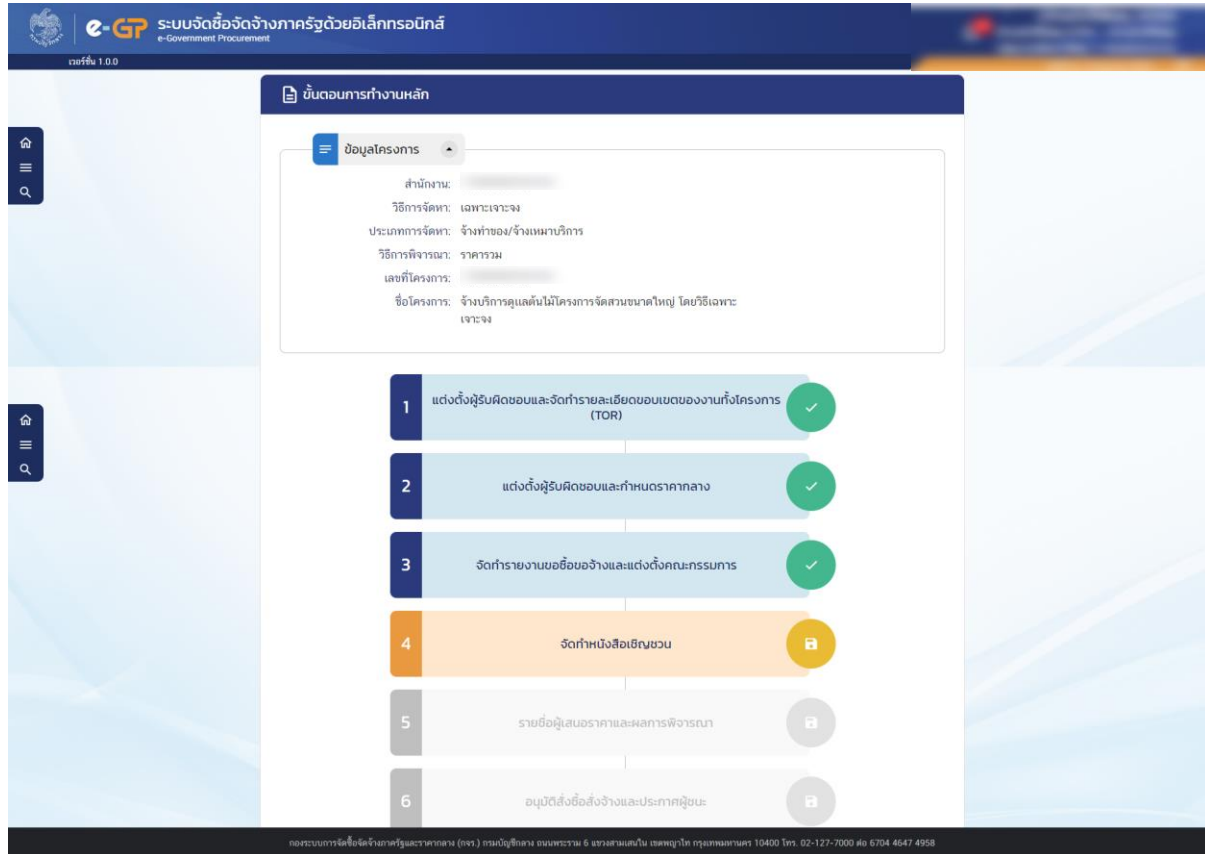 e-GP ระบบจัดซื้อจัดจ้างภาครัฐด้วยอิเล็กทรอนิกส์
e-Government Procurement
เวอร์ชั่น 1.0.0
ขั้นตอนการทำงานหลัก
ข้อมูลโครงการ
สำนักงาน:
วิธีการจัดหา: เฉพาะเจาะจง
ประเภทการจัดหา: จ้างทำของ/จ้างเหมาบริการ
วิธีการพิจารณา: ราคารวม
เลขที่โครงการ:
ชื่อโครงการ: จ้างบริการดูแลต้นไม้โครงการจัดสวนขนาดใหญ่ โดยวิธีเฉพาะ
เจาะจง
1 แต่งตั้งผู้รับผิดชอบและจัดทำรายละเอียดขอบเขตของงานทั้งโครงการ
(TOR)
2 แต่งตั้งผู้รับผิดชอบและกำหนดราคากลาง
3 จัดทำรายงานขอซื้อขอจ้างและแต่งตั้งคณะกรรมการ
4 จัดทำหนังสือเชิญชวน
5 รายชื่อผู้เสนอราคาและผลการพิจารณา
6 อนุมัติสั่งซื้อสั่งจ้างและประกาศผู้ชนะ
กองระบบการจัดซื้อจัดจ้างภาครัฐและราคากลาง (กจร.) กรมบัญชีกลาง ถนนพระราม 6 แขวงสามเสนใน เขตพญาไท กรุงเทพมหานคร 10400 โทร. 02-127-7000 ต่อ 6704 4647 4958